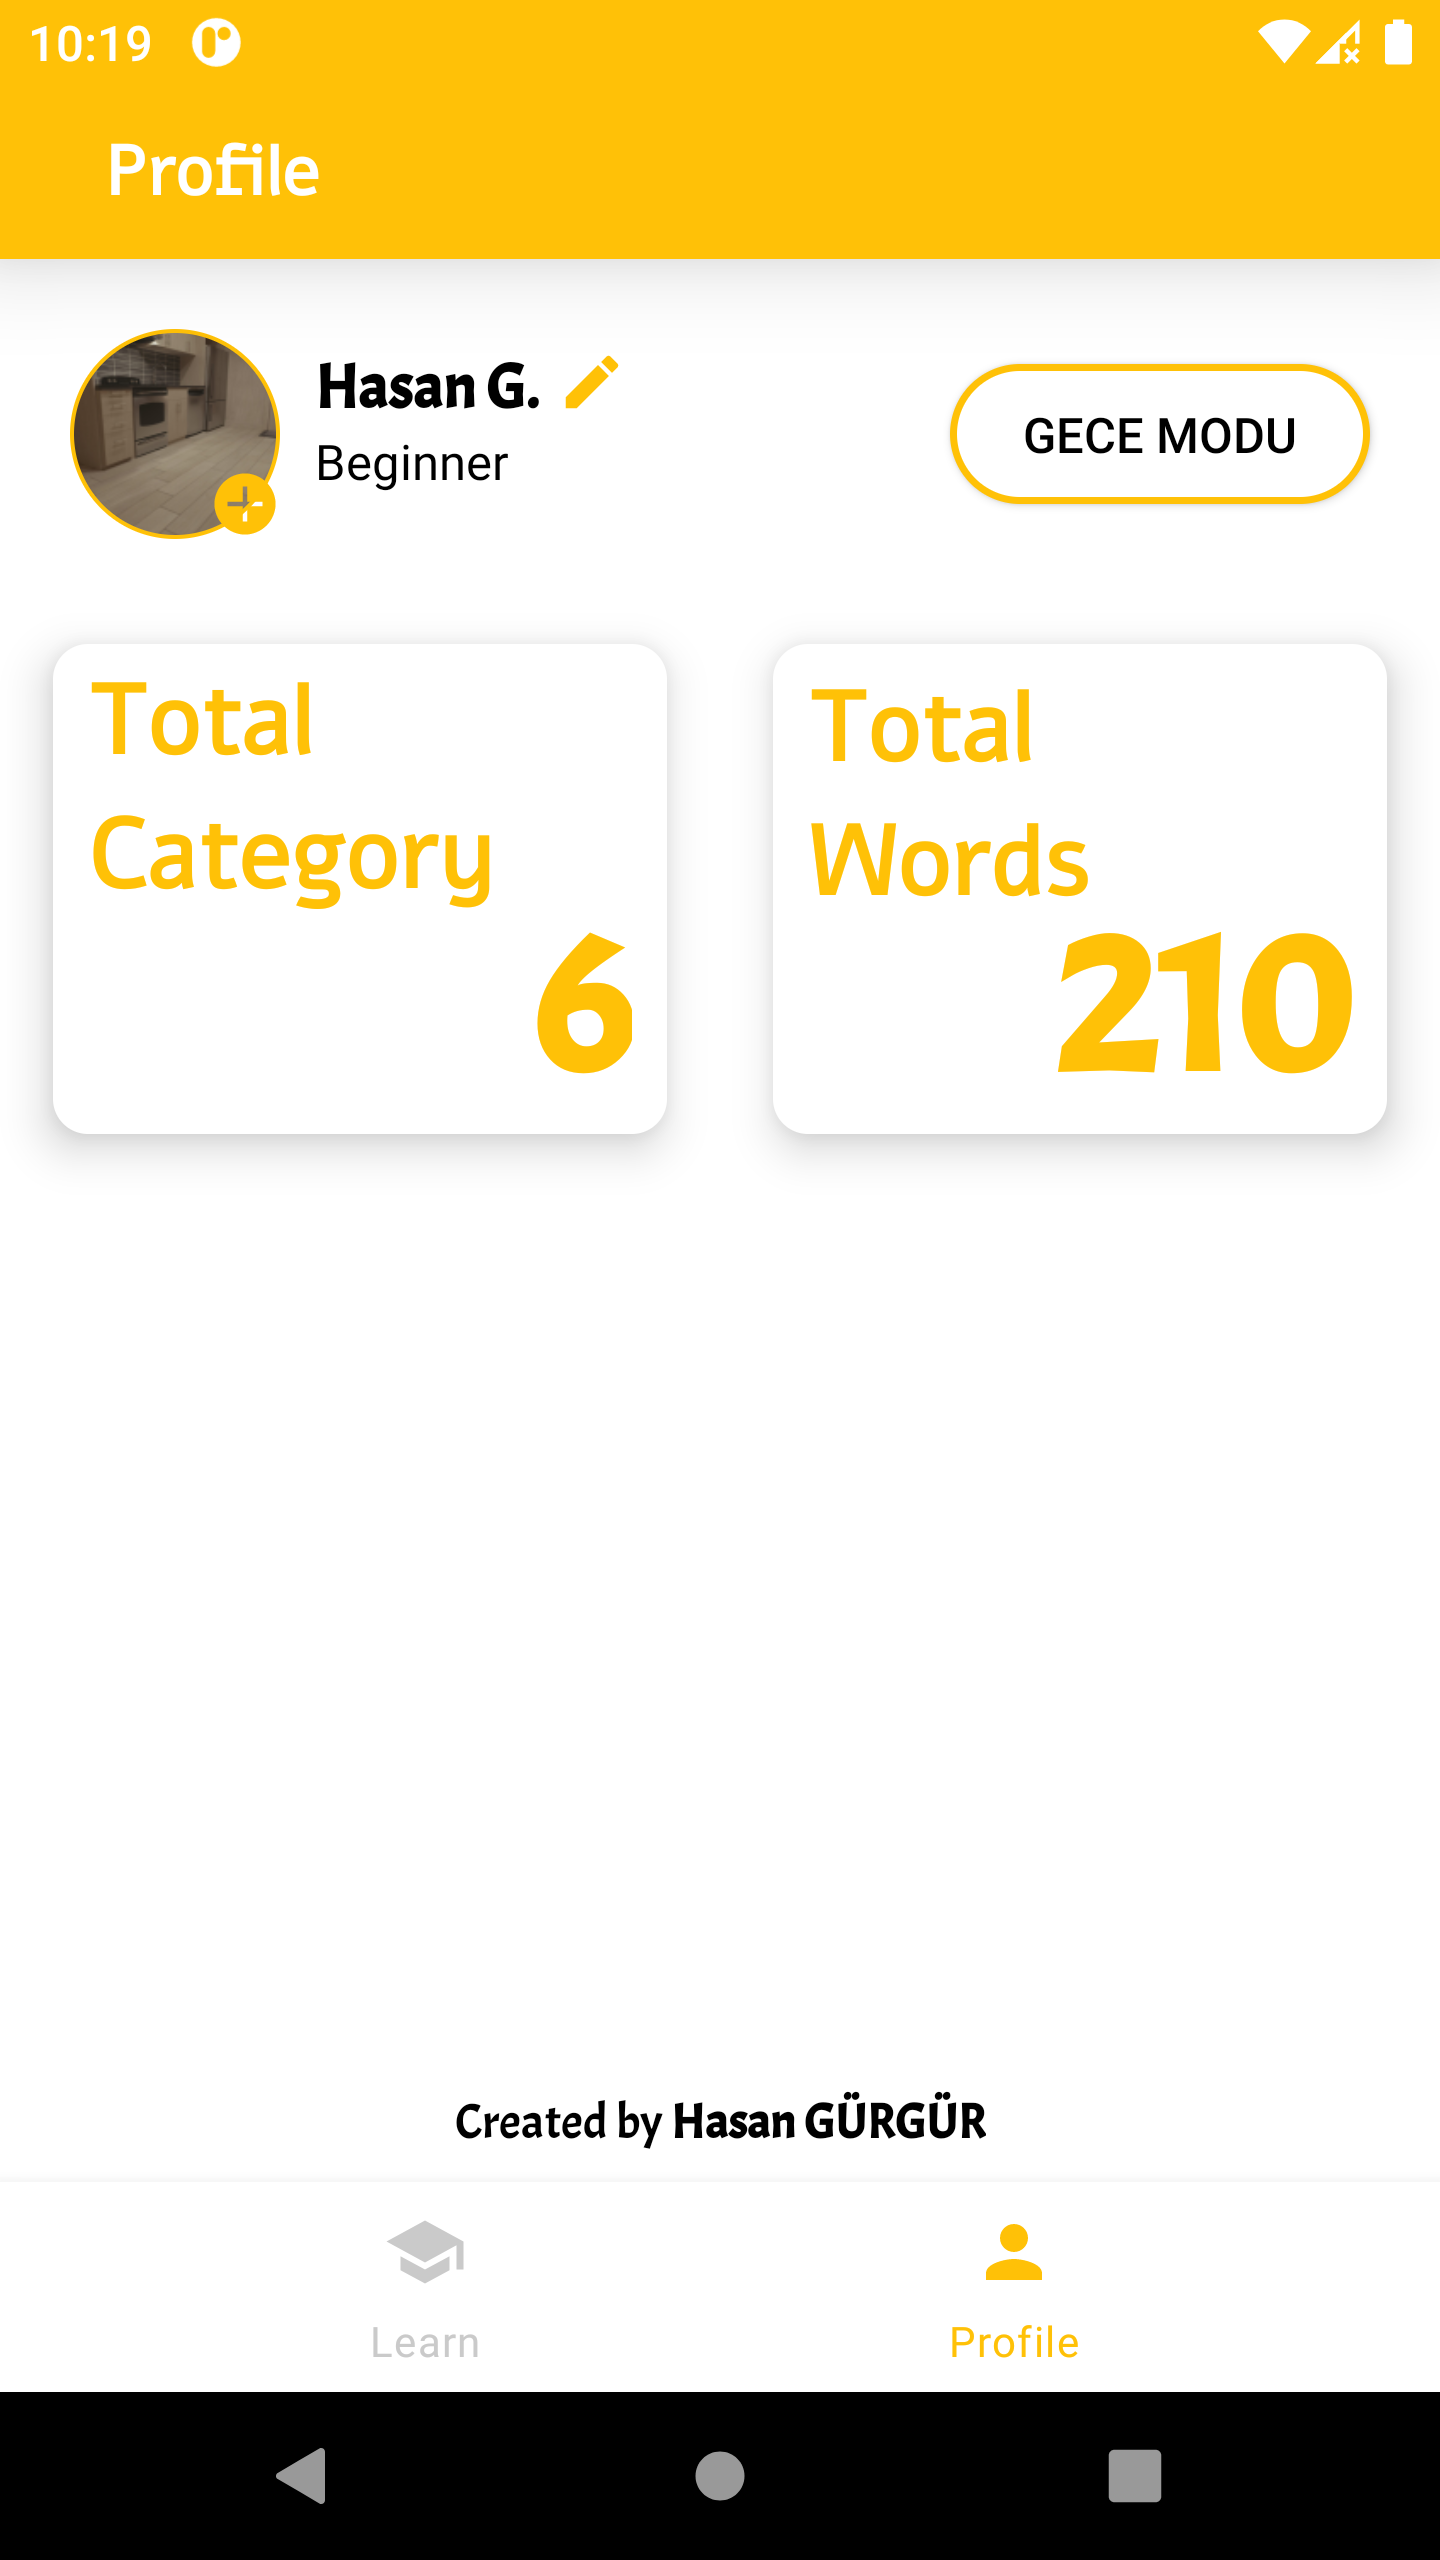 10:19
Profile
Hasan G.
Beginner
GECE MODU
Total
Category
6
Total
Words
210
Created by Hasan GÜRGÜR
Learn
Profile